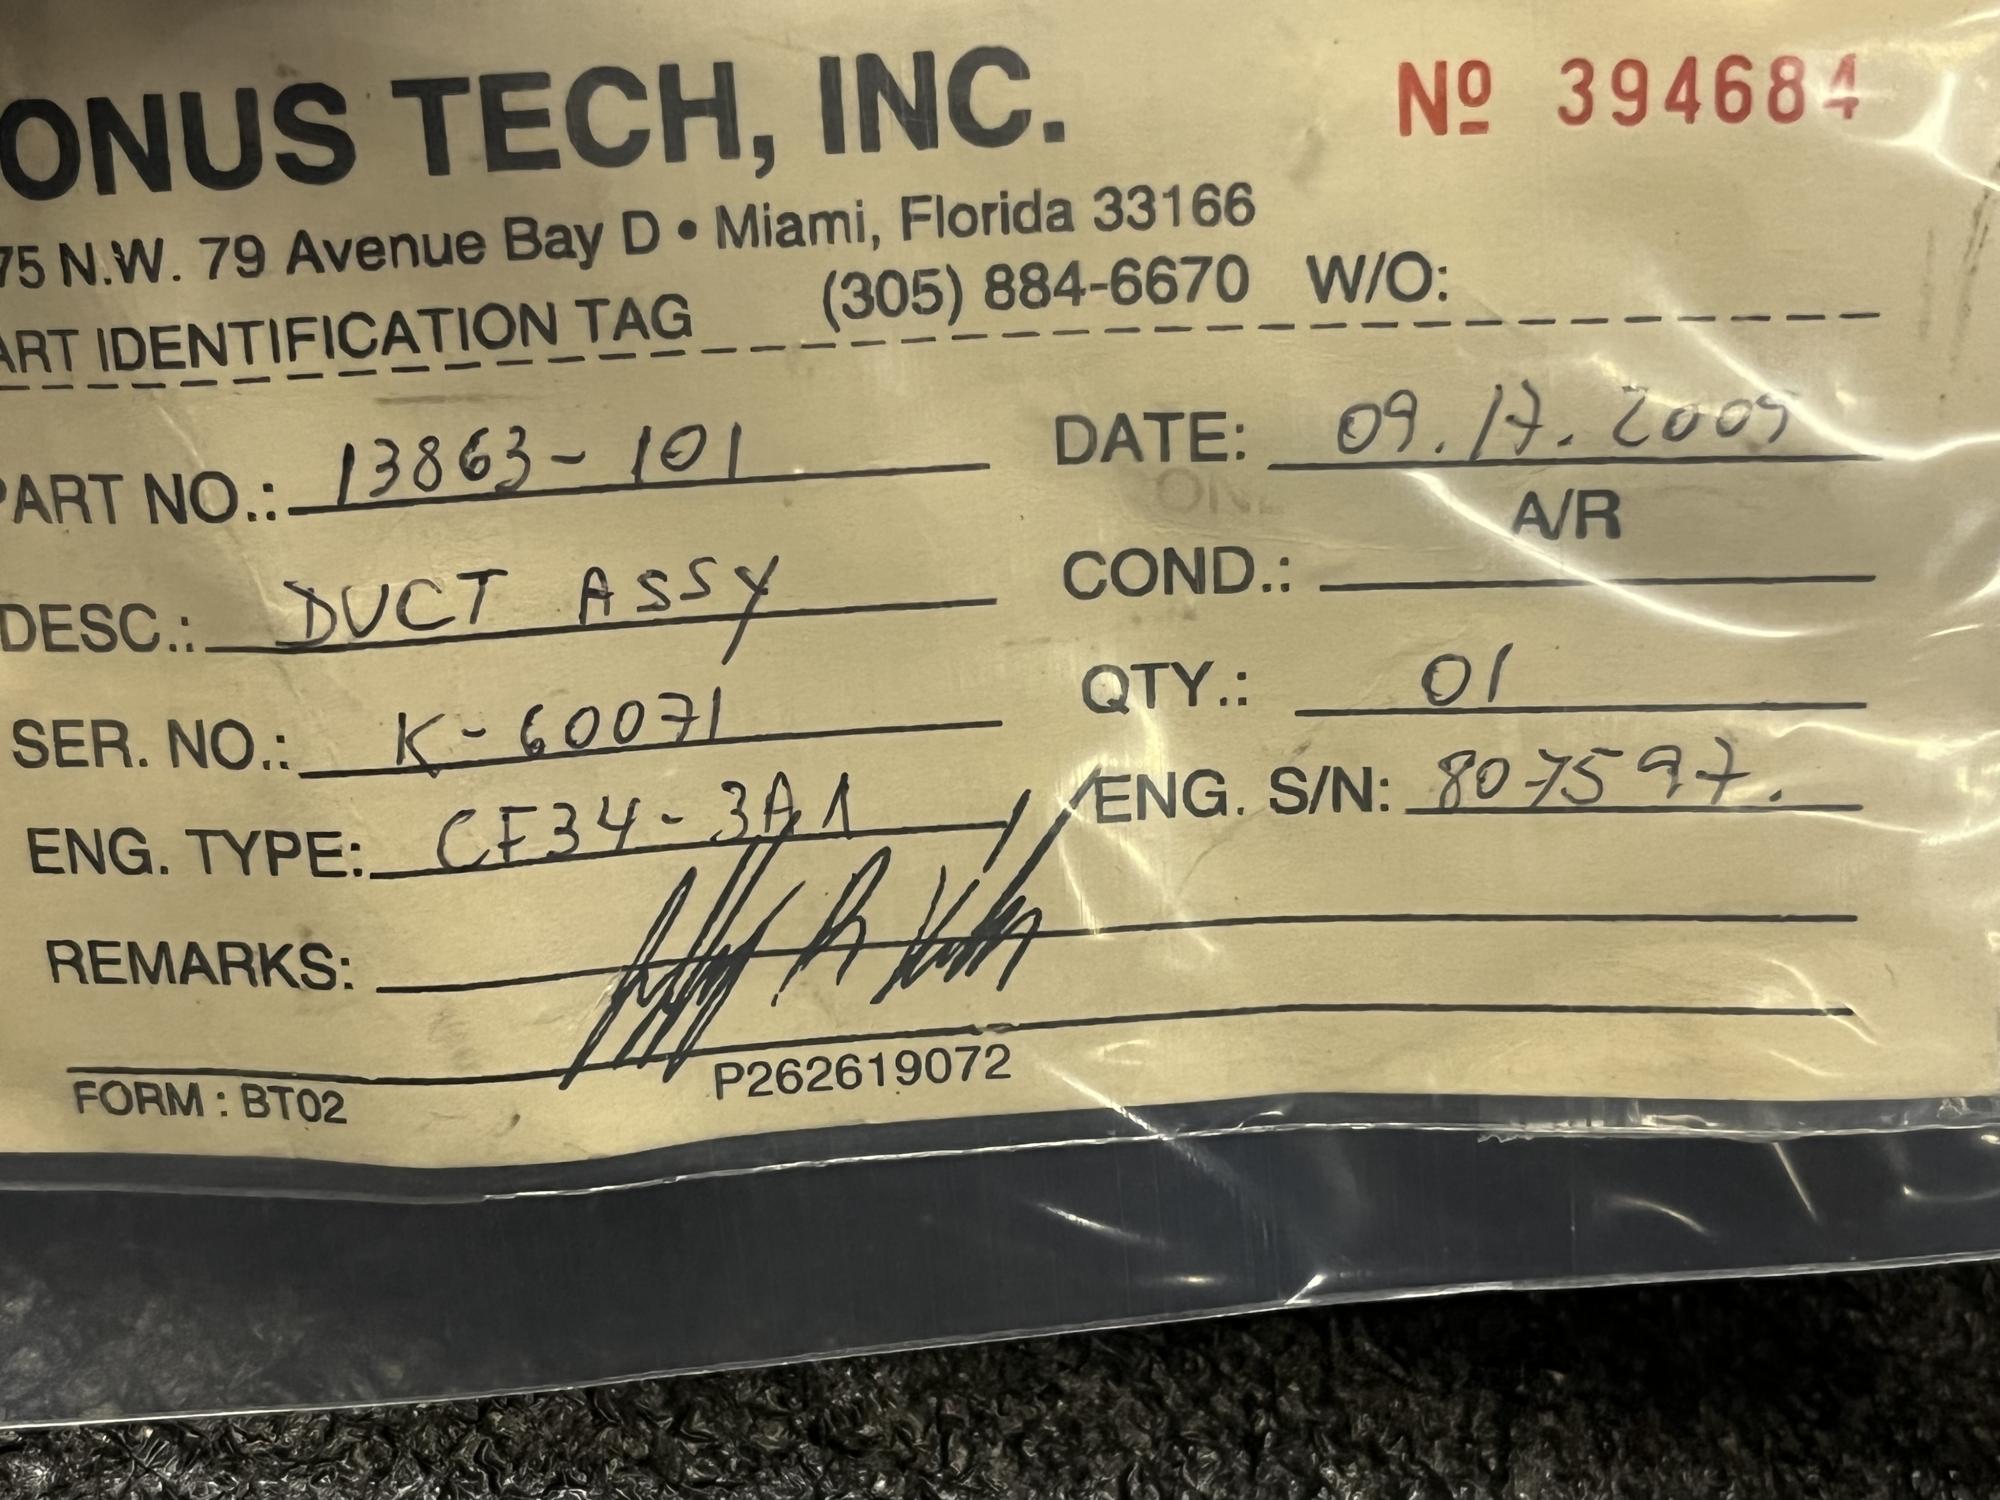 ONUS TECH, INC. Nº 394684
75 N.W. 79 Avenue Bay D • Miami, Florida 33166
ART IDENTIFICATION TAG (305) 884-6670 W/O:
PART NO.: 13863-101 DATE: 09.17.2009
A/R
DESC.: DUCT ASSY COND.:
SER. NO.: K-60071 QTY.: 01
ENG. TYPE: CF34-3A1 ENG. S/N: 807597.
REMARKS:
FORM : BT02 P262619072